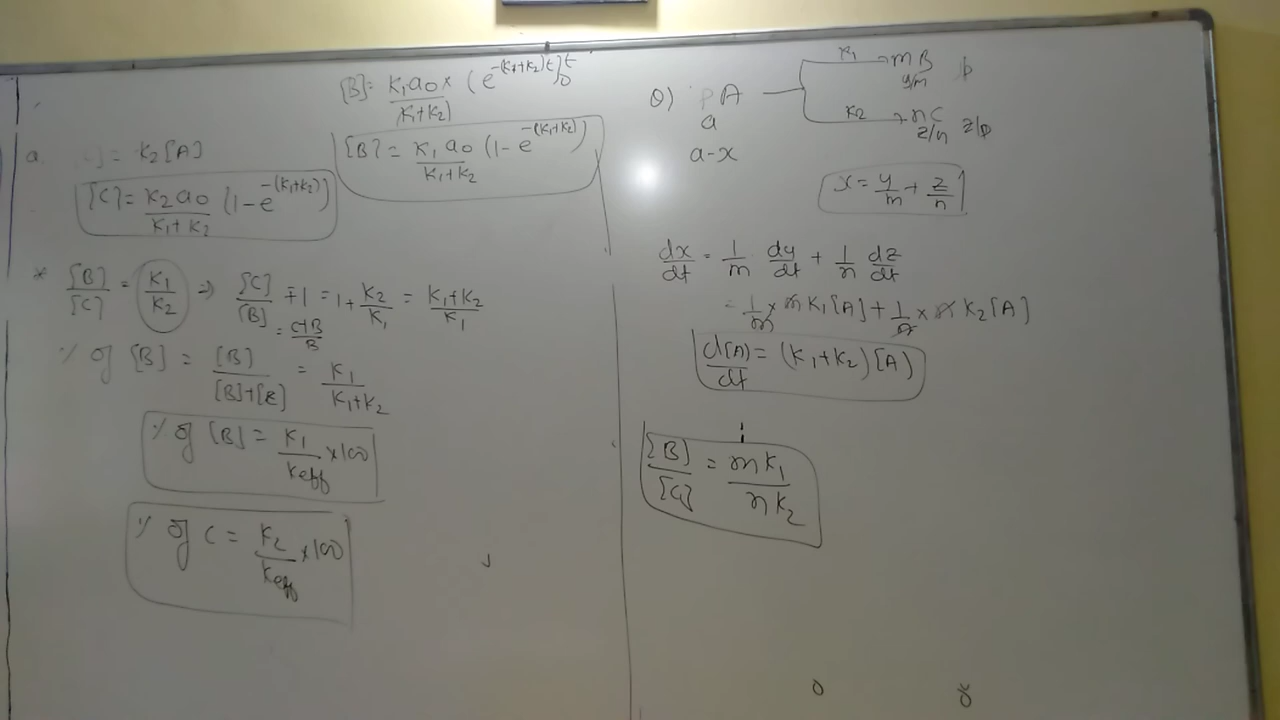 [B]= K₁a₀ × (e^-(K₁+K₂)t)₀^t / (K₁+K₂)
a
]= K₂[A]
[B] = K₁ a₀ / (K₁+K₂) (1-e^-(K₁+K₂))
[C] = K₂ a₀ / (K₁+K₂) (1-e^-(K₁+K₂))
* [B]/[C] = K₁/K₂ ⇒ [C]/[B] +1 = 1+ K₂/K₁ = K₁+K₂/K₁
= C+B/B
% of [B] = [B]/[B]+[C] = K₁/K₁+K₂
% of [B] = K₁/Keff ×100
% of C = K₂/Keff ×100
Q) PA
K₁ → mB
y/m
a
K₂ → nC
z/n z/p
a-x
x = y/m + z/n
dx/dt = 1/m dy/dt + 1/n dz/dt
= 1/m × m K₁[A] + 1/n × n K₂[A]
d[A]/dt = (K₁+K₂)[A]
[B]/[C] = mK₁/nK₂